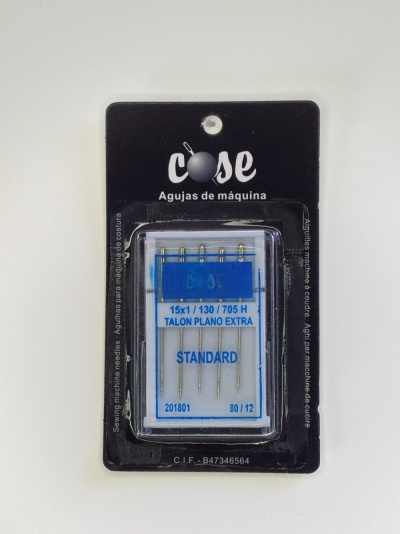 cose
Agujas de máquina
Sewing machine needles - Agulhas para máquina de costura
Aiguilles machine à coudre - Aghi per machine da cucire
15x1 / 130 / 705 H
TALON PLANO EXTRA
STANDARD
201801 80 / 12
C.I.F. - B47346564